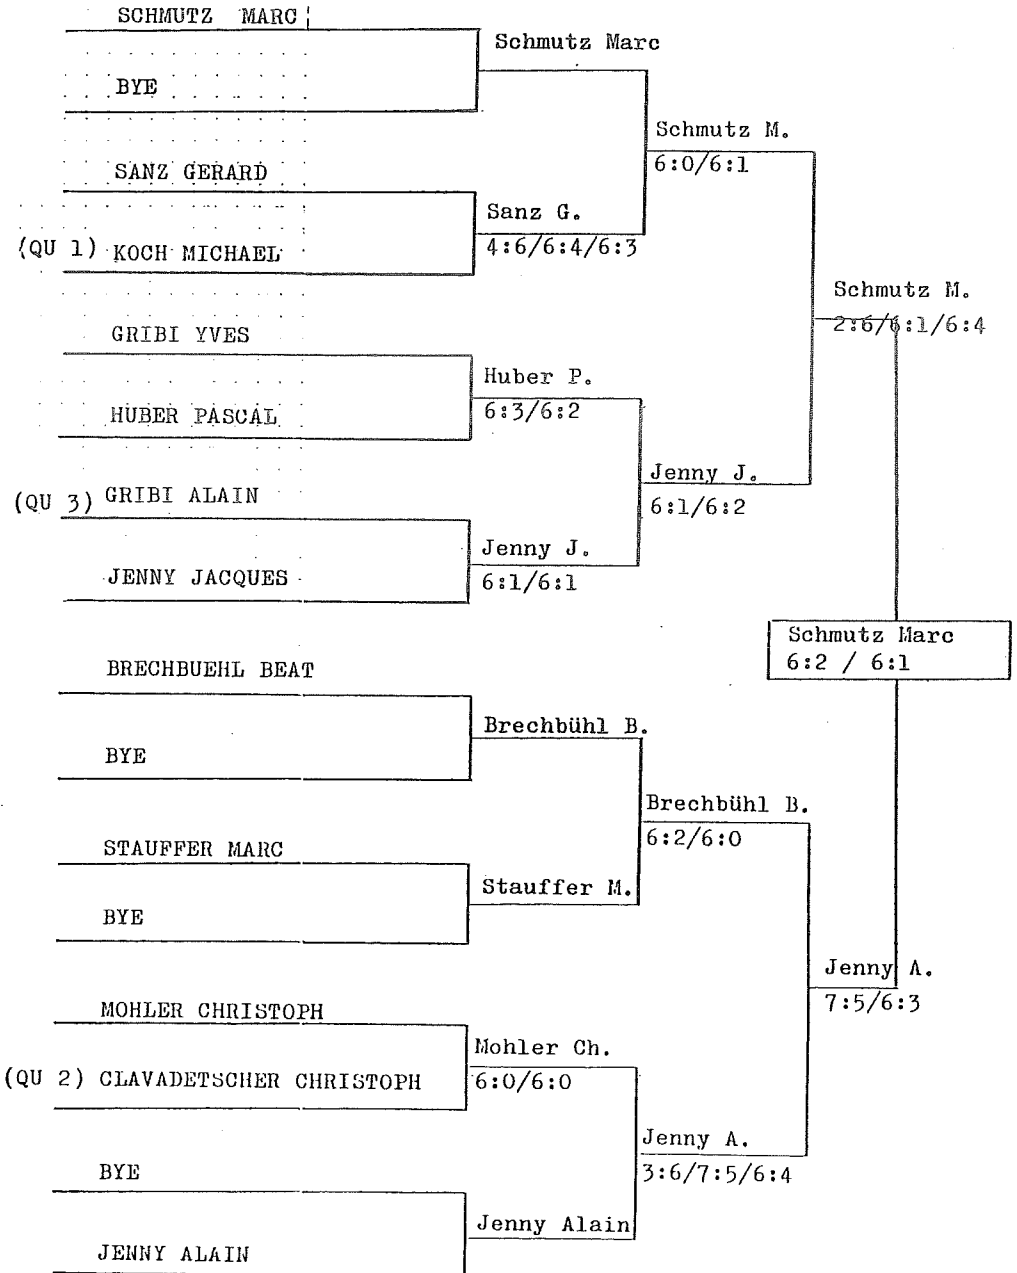 SCHMUTZ MARC
Schmutz Marc
BYE
Schmutz M.
6:0/6:1
SANZ GERARD
Sanz G.
4:6/6:4/6:3
(QU 1) KOCH MICHAEL
Schmutz M.
2:6/6:1/6:4
GRIBI YVES
Huber P.
6:3/6:2
HUBER PASCAL
Jenny J.
6:1/6:2
(QU 3) GRIBI ALAIN
Jenny J.
6:1/6:1
JENNY JACQUES
Schmutz Marc
6:2 / 6:1
BRECHBUEHL BEAT
Brechbühl B.
BYE
Brechbühl B.
6:2/6:0
STAUFFER MARC
Stauffer M.
BYE
Jenny A.
7:5/6:3
MOHLER CHRISTOPH
Mohler Ch.
6:0/6:0
(QU 2) CLAVADETSCHER CHRISTOPH
Jenny A.
3:6/7:5/6:4
BYE
Jenny Alain
JENNY ALAIN